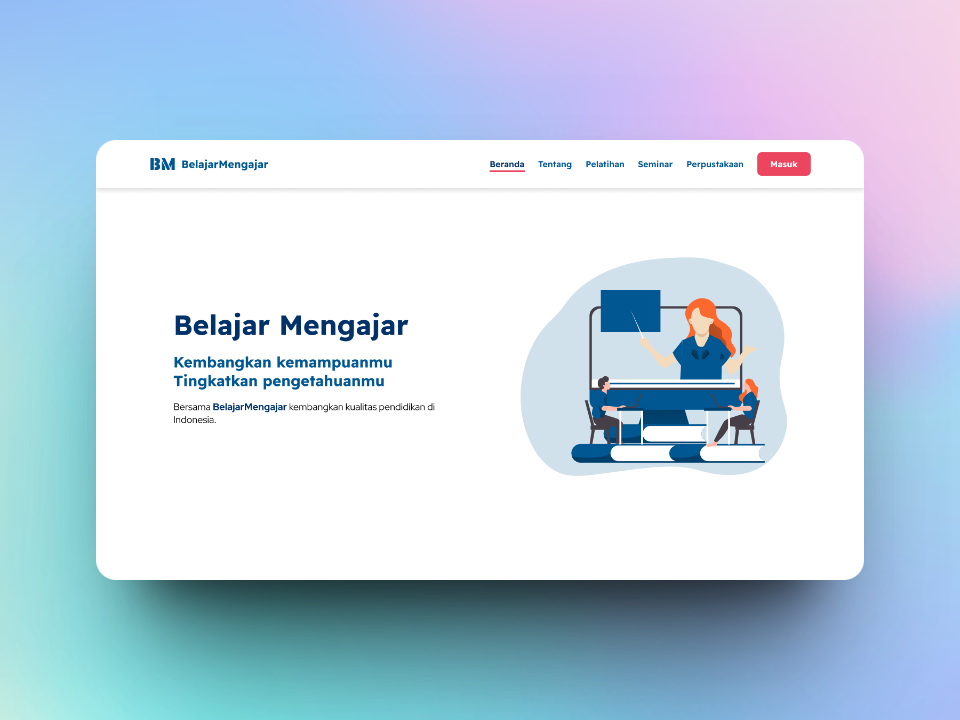 BM BelajarMengajar
Beranda Tentang Pelatihan Seminar Perpustakaan Masuk
Belajar Mengajar
Kembangkan kemampuanmu
Tingkatkan pengetahuanmu
Bersama BelajarMengajar kembangkan kualitas pendidikan di
Indonesia.